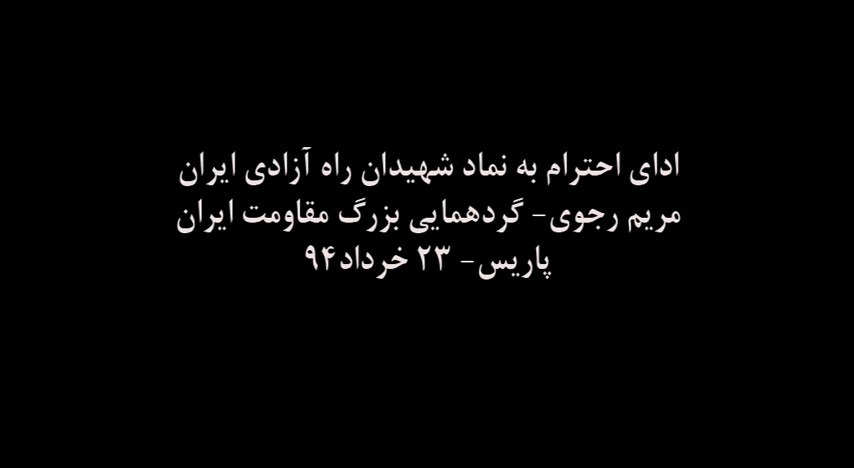 ادای احترام به نماد شهیدان راه آزادی ایران
مریم رجوی- گردهمایی بزرگ مقاومت ایران
پاریس- ۲۳ خرداد۹۴